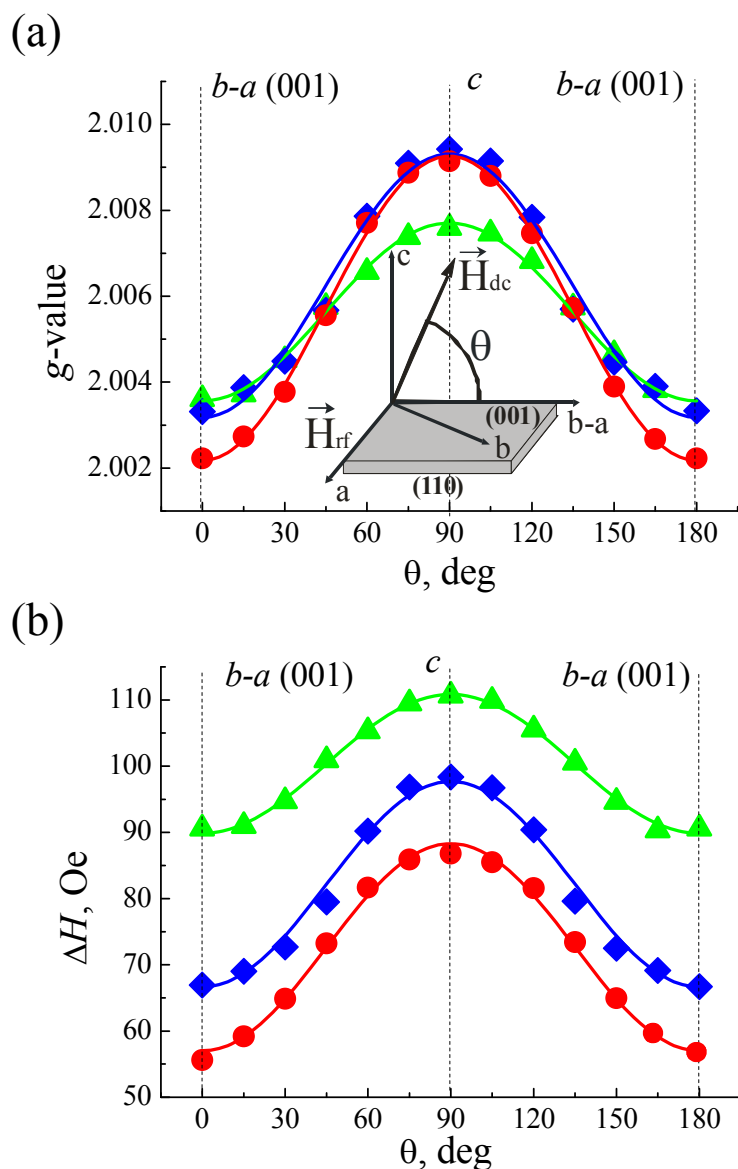 (a)
b-a (001)
c
b-a (001)
2.010
2.008
2.006
2.004
2.002
g-value
c
H⃗dc
θ
(001)
b-a
H⃗rf
b
a
(110)
0
30
60
90
120
150
180
θ, deg
(b)
b-a (001)
c
b-a (001)
110
100
90
80
70
60
50
ΔH, Oe
0
30
60
90
120
150
180
θ, deg